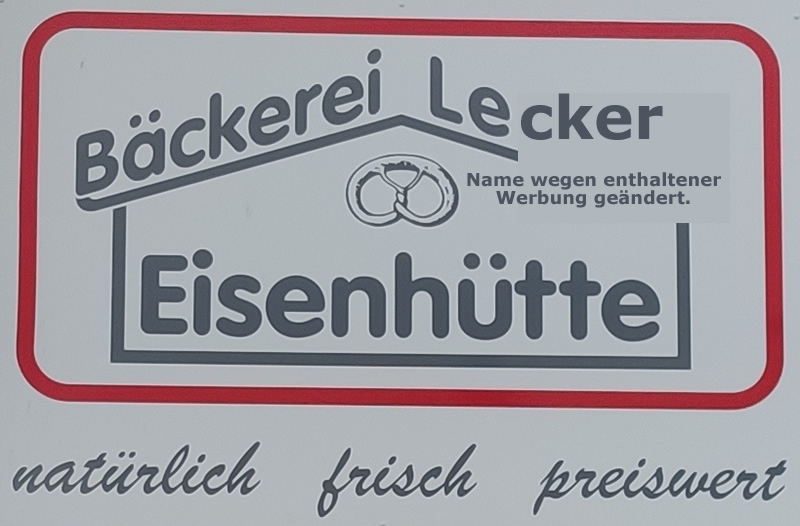 Bäckerei Lecker
Name wegen enthaltener
Werbung geändert.
Eisenhütte
natürlich frisch preiswert